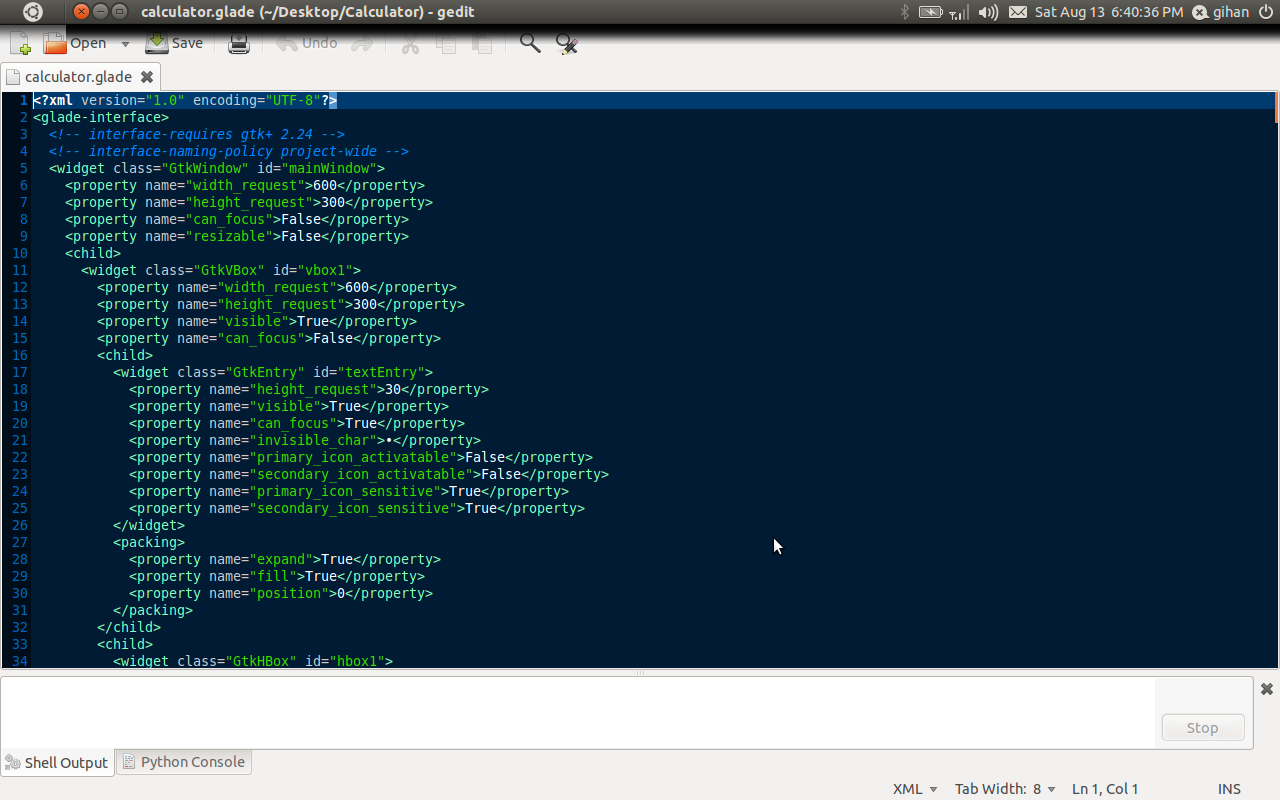 calculator.glade (~/Desktop/Calculator) - gedit
Sat Aug 13 6:40:36 PM gihan
Open Save Undo
calculator.glade
1 <?xml version="1.0" encoding="UTF-8"?>
2 <glade-interface>
3   <!-- interface-requires gtk+ 2.24 -->
4   <!-- interface-naming-policy project-wide -->
5   <widget class="GtkWindow" id="mainWindow">
6     <property name="width_request">600</property>
7     <property name="height_request">300</property>
8     <property name="can_focus">False</property>
9     <property name="resizable">False</property>
10     <child>
11       <widget class="GtkVBox" id="vbox1">
12         <property name="width_request">600</property>
13         <property name="height_request">300</property>
14         <property name="visible">True</property>
15         <property name="can_focus">False</property>
16         <child>
17           <widget class="GtkEntry" id="textEntry">
18             <property name="height_request">30</property>
19             <property name="visible">True</property>
20             <property name="can_focus">True</property>
21             <property name="invisible_char">•</property>
22             <property name="primary_icon_activatable">False</property>
23             <property name="secondary_icon_activatable">False</property>
24             <property name="primary_icon_sensitive">True</property>
25             <property name="secondary_icon_sensitive">True</property>
26           </widget>
27           <packing>
28             <property name="expand">True</property>
29             <property name="fill">True</property>
30             <property name="position">0</property>
31           </packing>
32         </child>
33         <child>
34           <widget class="GtkHBox" id="hbox1">
Stop
Shell Output Python Console
XML Tab Width: 8 Ln 1, Col 1 INS